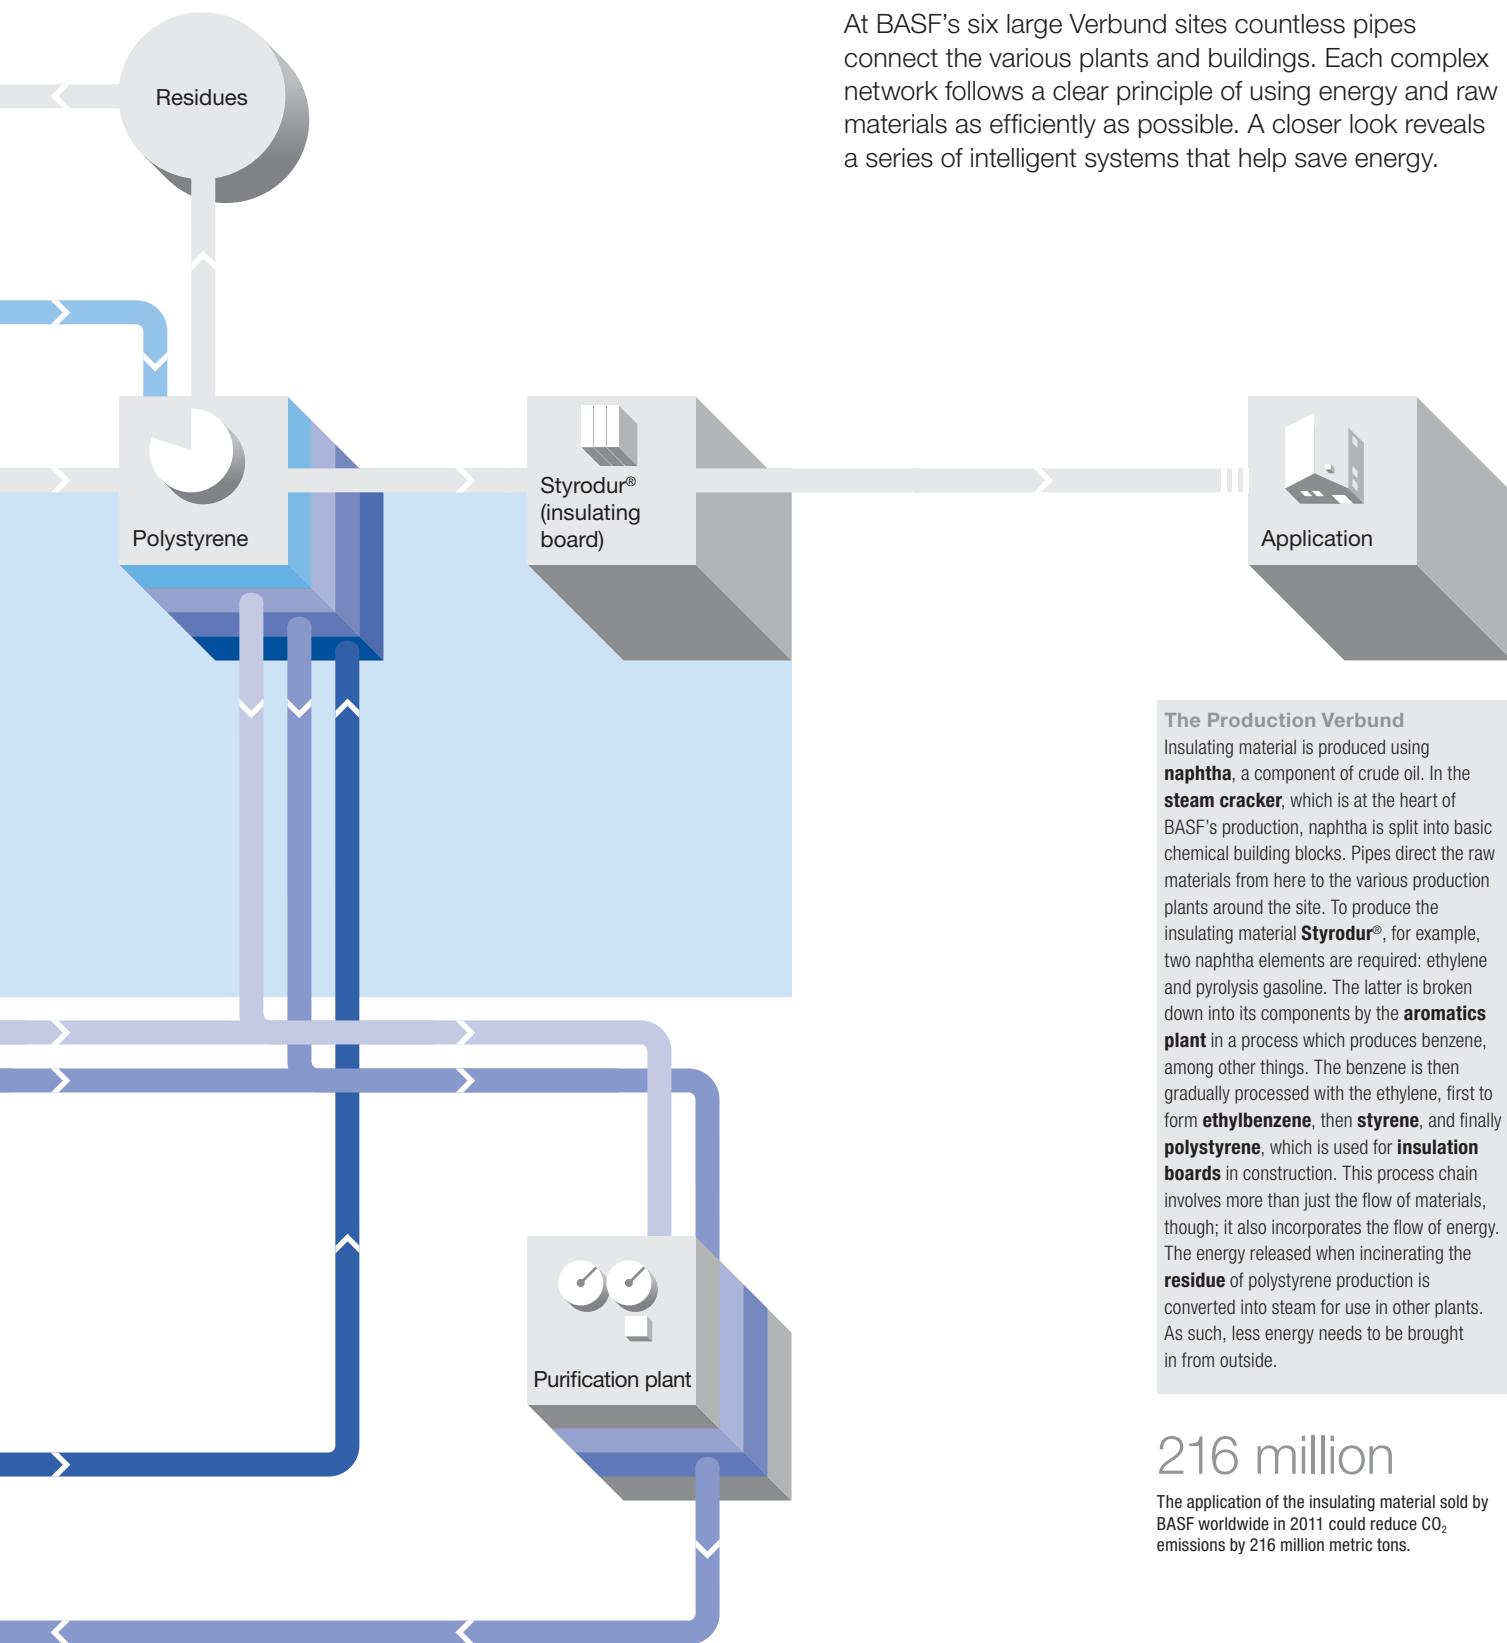 At BASF’s six large Verbund sites countless pipes
connect the various plants and buildings. Each complex
network follows a clear principle of using energy and raw
materials as efficiently as possible. A closer look reveals
a series of intelligent systems that help save energy.
Residues
Polystyrene
Styrodur®
(insulating
board)
Application
The Production Verbund
Insulating material is produced using
naphtha, a component of crude oil. In the
steam cracker, which is at the heart of
BASF’s production, naphtha is split into basic
chemical building blocks. Pipes direct the raw
materials from here to the various production
plants around the site. To produce the
insulating material Styrodur®, for example,
two naphtha elements are required: ethylene
and pyrolysis gasoline. The latter is broken
down into its components by the aromatics
plant in a process which produces benzene,
among other things. The benzene is then
gradually processed with the ethylene, first to
form ethylbenzene, then styrene, and finally
polystyrene, which is used for insulation
boards in construction. This process chain
involves more than just the flow of materials,
though; it also incorporates the flow of energy.
The energy released when incinerating the
residue of polystyrene production is
converted into steam for use in other plants.
As such, less energy needs to be brought
in from outside.
Purification plant
216 million
The application of the insulating material sold by
BASF worldwide in 2011 could reduce CO₂
emissions by 216 million metric tons.